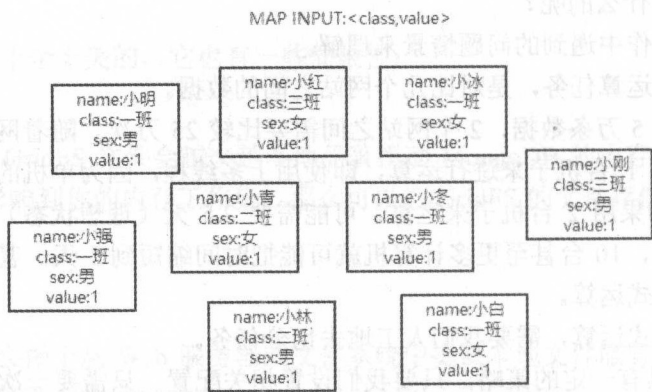 MAP INPUT:<class,value>
name:小明
class:一班
sex:男
value:1
name:小红
class:三班
sex:女
value:1
name:小冰
class:一班
sex:女
value:1
name:小刚
class:三班
sex:男
value:1
name:小青
class:二班
sex:女
value:1
name:小冬
class:一班
sex:女
value:1
name:小强
class:一班
sex:男
value:1
name:小林
class:二班
sex:男
value:1
name:小白
class:一班
sex:女
value:1